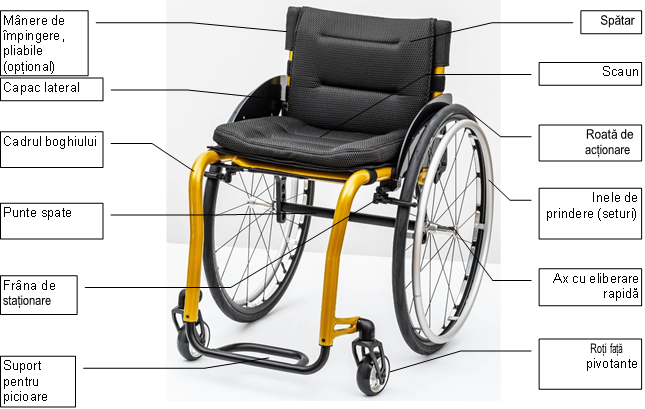 Mânere de
împingere,
pliabile
(opțional)
Capac lateral
Cadrul boghiului
Punte spate
Frâna de
staționare
Suport
pentru
picioare
Spătar
Scaun
Roată de
acționare
Inele de
prindere (seturi)
Ax cu eliberare
rapidă
Roți față
pivotante